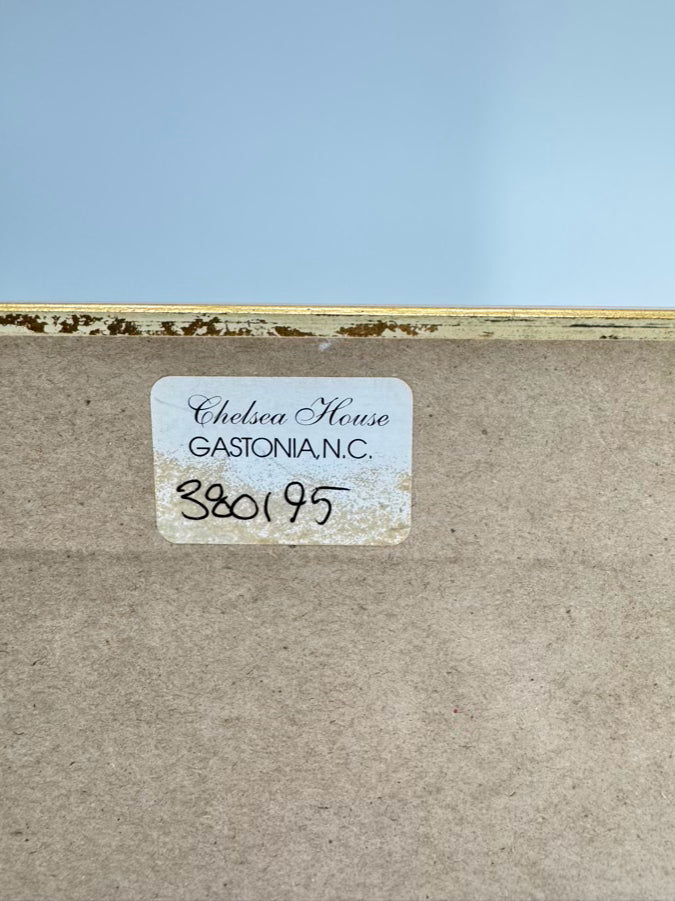 Chelsea House
GASTONIA, N.C.
380195